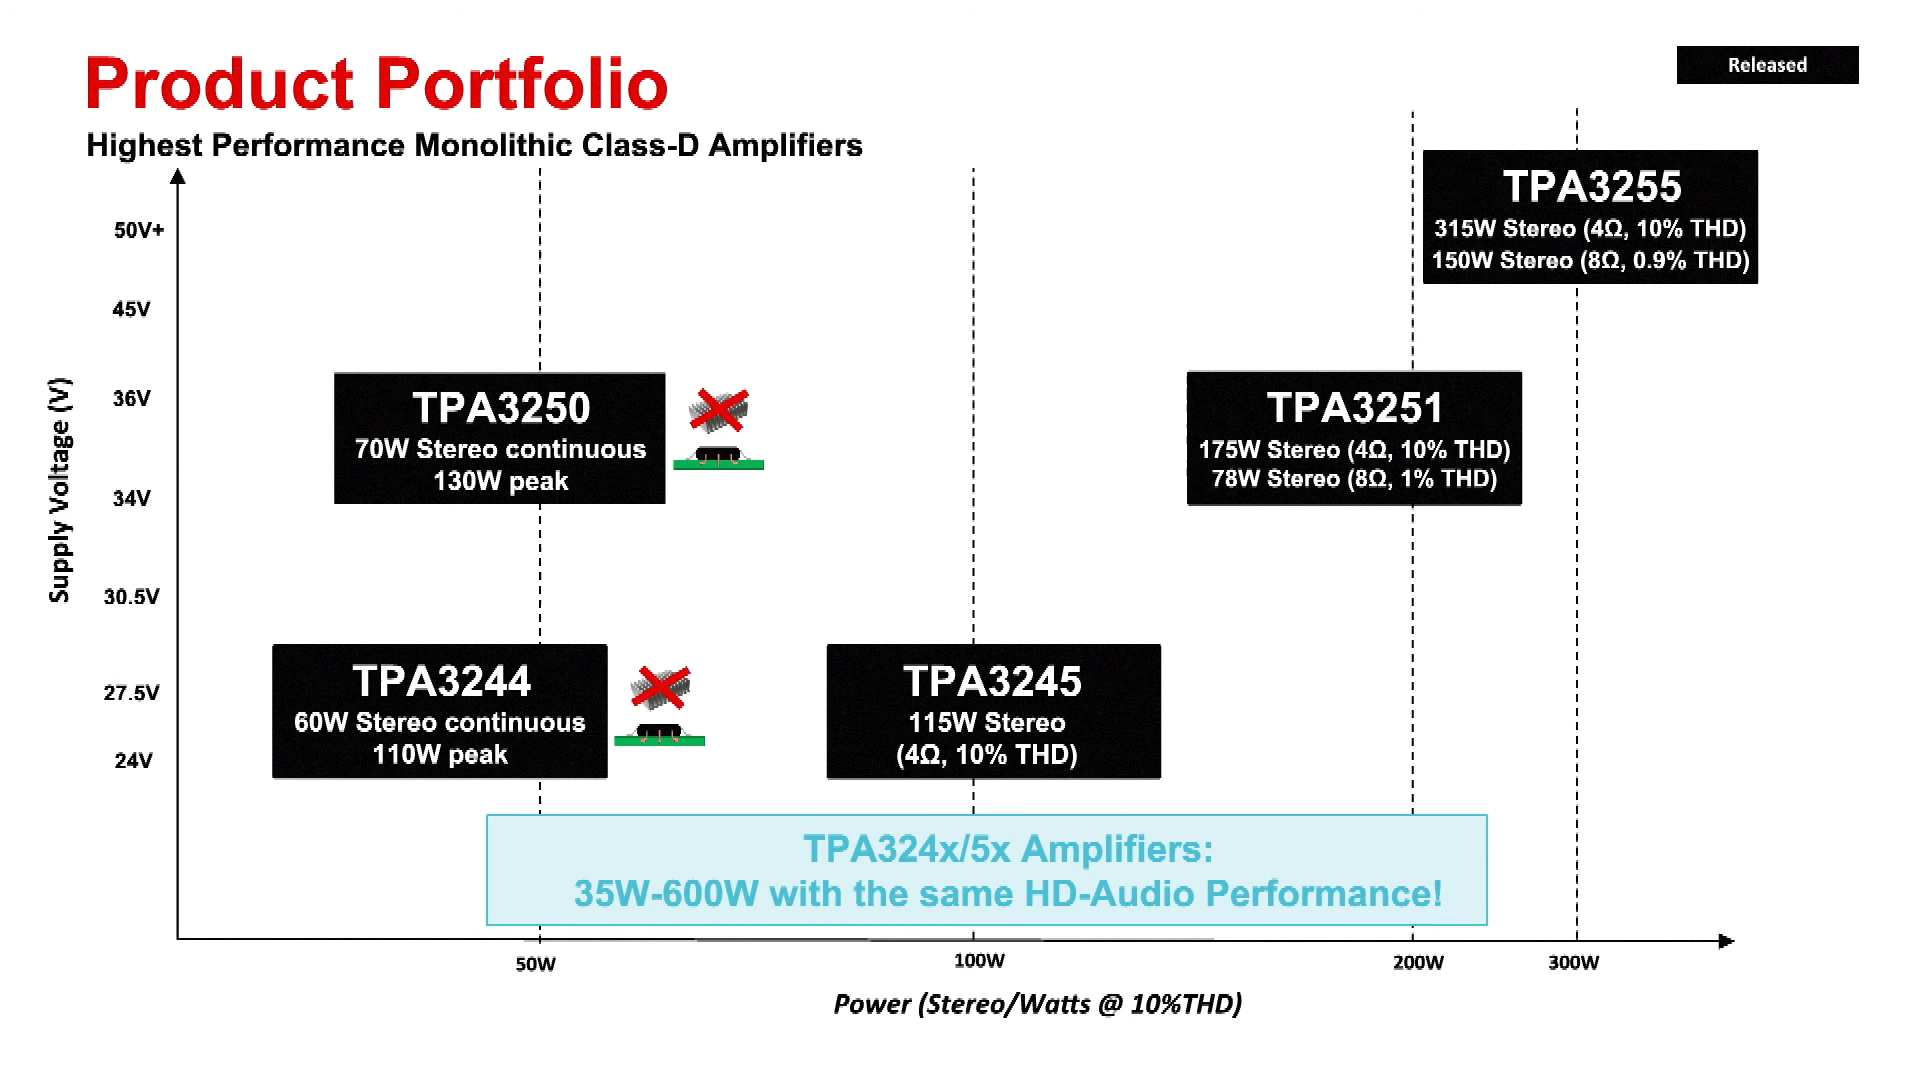 Product Portfolio
Released
Highest Performance Monolithic Class-D Amplifiers
TPA3255
315W Stereo (4Ω, 10% THD)
150W Stereo (8Ω, 0.9% THD)
50V+
45V
36V
34V
30.5V
27.5V
24V
Supply Voltage (V)
TPA3250
70W Stereo continuous
130W peak
TPA3251
175W Stereo (4Ω, 10% THD)
78W Stereo (8Ω, 1% THD)
TPA3244
60W Stereo continuous
110W peak
TPA3245
115W Stereo
(4Ω, 10% THD)
TPA324x/5x Amplifiers:
35W-600W with the same HD-Audio Performance!
50W
100W
200W
300W
Power (Stereo/Watts @ 10%THD)